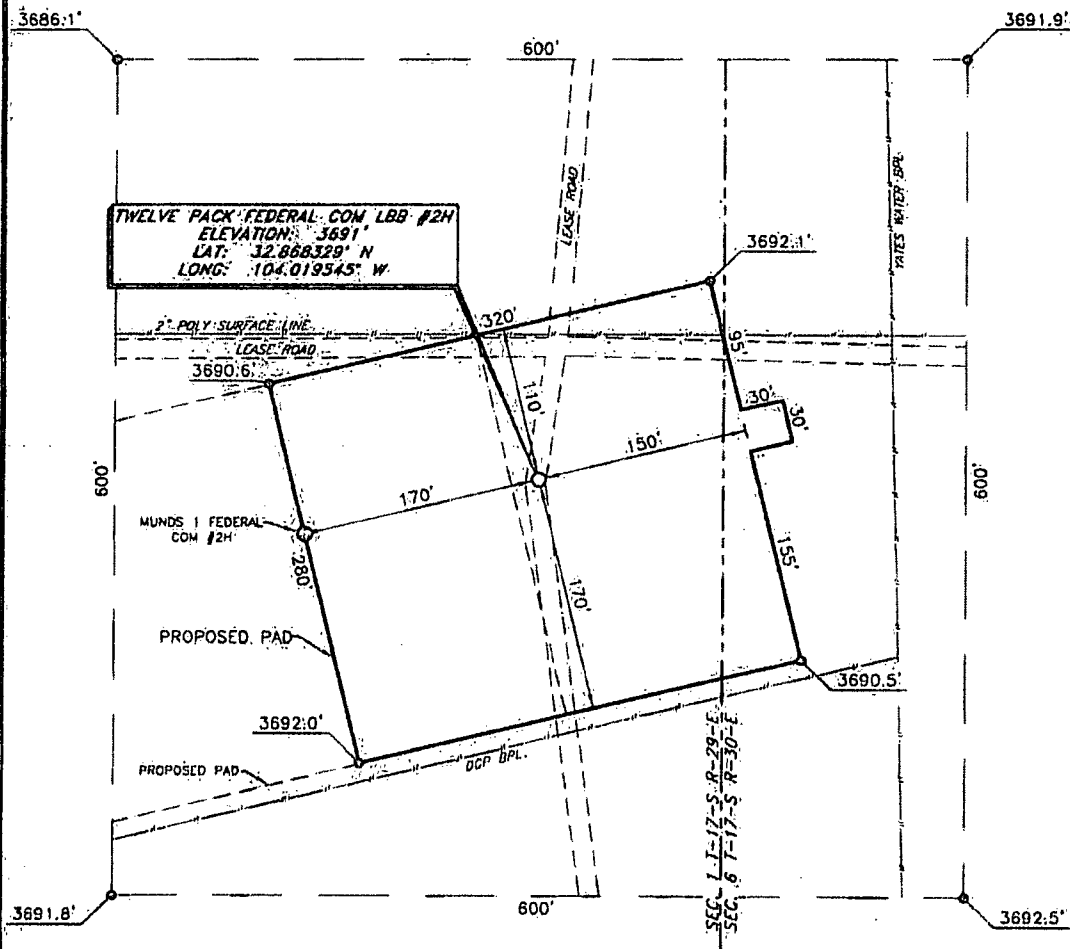 3686.1'
3691.9'
600'
TWELVE PACK FEDERAL COM LBB #2H
ELEVATION: 3691'
LAT: 32.868329° N
LONG: 104.019545° W
LEASE ROAD
YATES WATER BPL.
3692.1'
2" POLY SURFACE LINE
LEASE ROAD
320'
3690.6'
95'
30'
30'
110'
150'
600'
170'
600'
MUNDS 1 FEDERAL
COM #2H
280'
155'
170'
PROPOSED PAD
3690.5'
3692.0'
PROPOSED PAD
DCP BPL.
SEC. 1 T-17-S R-29-E
SEC. 6 T-17-S R-30-E
600'
3691.8'
3692.5'